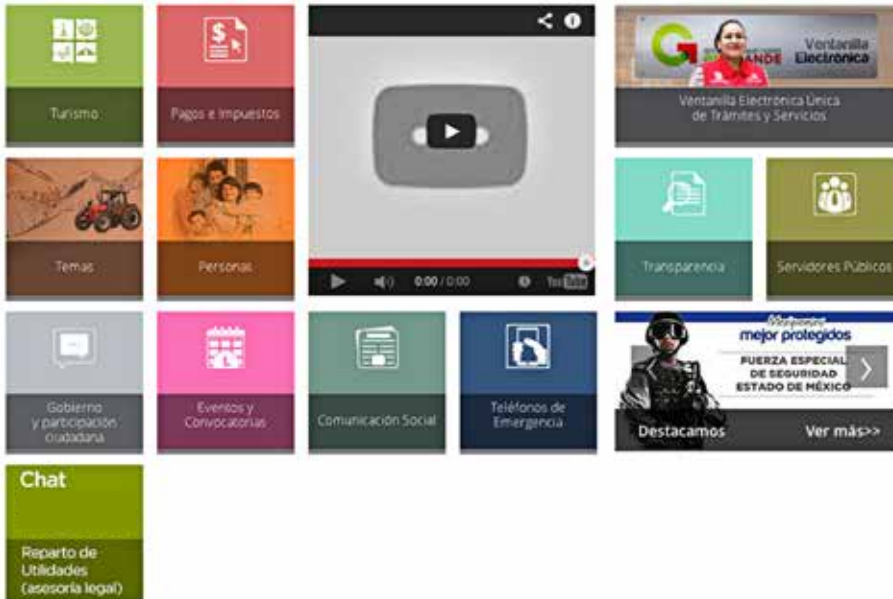 Turismo
Pagos e Impuestos
0:00 / 0:00
YouTube
ANDE
Ventanilla
Electrónica
Ventanilla Electrónica Única
de Trámites y Servicios
Temas
Personas
Transparencia
Servidores Públicos
Gobierno
y participación
ciudadana
Eventos y
Convocatorias
Comunicación Social
Teléfonos de
Emergencia
mejor protegidos
FUERZA ESPECIAL
DE SEGURIDAD
ESTADO DE MÉXICO
Destacamos
Ver más>>
Chat
Reparto de
Utilidades
(asesoría legal)